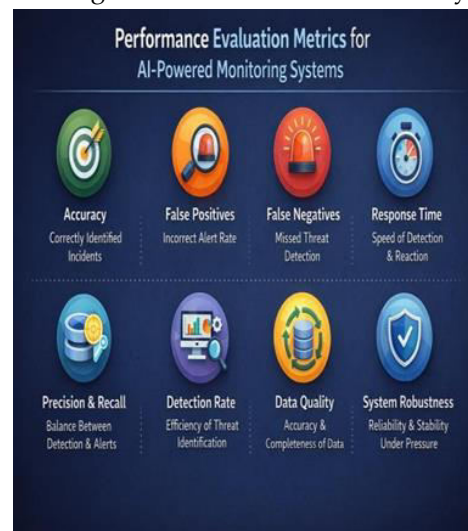 Performance Evaluation Metrics for
AI-Powered Monitoring Systems
Accuracy
Correctly Identified
Incidents
False Positives
Incorrect Alert Rate
False Negatives
Missed Threat
Detection
Response Time
Speed of Detection
& Reaction
Precision & Recall
Balance Between
Detection & Alerts
Detection Rate
Efficiency of Threat
Identification
Data Quality
Accuracy &
Completeness of Data
System Robustness
Reliability & Stability
Under Pressure